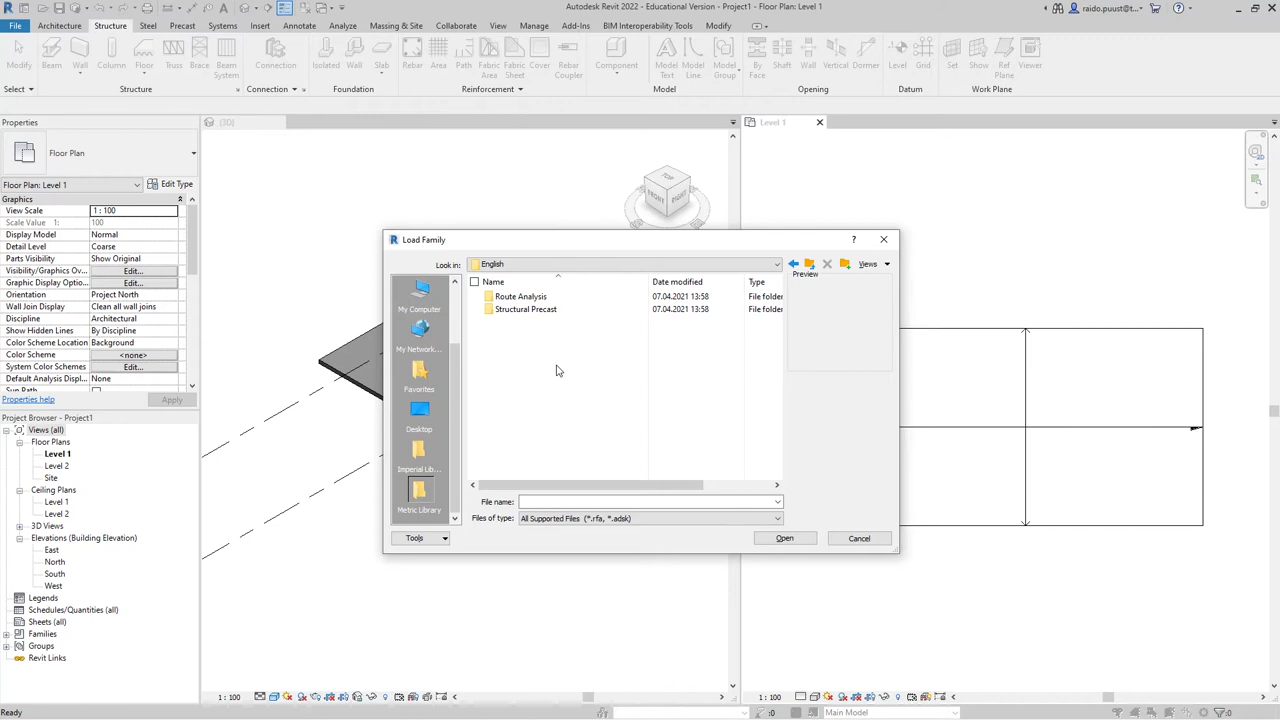 Autodesk Revit 2022 - Educational Version - Project1 - Floor Plan: Level 1
raido.puust@t...
File Architecture Structure Steel Precast Systems Insert Annotate Analyze Massing & Site Collaborate View Manage Add-Ins BIM Interoperability Tools Modify
Modify Beam Wall Column Floor Truss Brace Beam System Connection Isolated Wall Slab Rebar Area Path Fabric Area Fabric Sheet Cover Rebar Coupler Component Model Text Model Line Model Group By Face Shaft Wall Vertical Dormer Level Grid Set Show Ref Plane Viewer
Select Structure Connection Foundation Reinforcement Model Opening Datum Work Plane
Properties
{3D}
Level 1
Floor Plan
Floor Plan: Level 1
Edit Type
Graphics
View Scale 1 : 100
Scale Value 1: 100
Display Model Normal
Detail Level Coarse
Parts Visibility Show Original
Visibility/Graphics Ov... Edit...
Graphic Display Optio... Edit...
Orientation Project North
Wall Join Display Clean all wall joins
Discipline Architectural
Show Hidden Lines By Discipline
Color Scheme Location Background
Color Scheme <none>
System Color Schemes Edit...
Default Analysis Displ... None
Sun Path
Properties help
Apply
Project Browser - Project1
Views (all)
Floor Plans
Level 1
Level 2
Site
Ceiling Plans
Level 1
Level 2
3D Views
Elevations (Building Elevation)
East
North
South
West
Legends
Schedules/Quantities (all)
Sheets (all)
Families
Groups
Revit Links
TOP
FRONT
RIGHT
Load Family
? 
Look in: English
Views
Preview
Name Date modified Type
Route Analysis 07.04.2021 13:58 File folder
Structural Precast 07.04.2021 13:58 File folder
My Computer
My Network...
Favorites
Desktop
Imperial Lib...
Metric Library
File name:
Files of type: All Supported Files (*.rfa, *.adsk)
Tools
Open
Cancel
1 : 100
1 : 100
Ready
:0
Main Model
:0